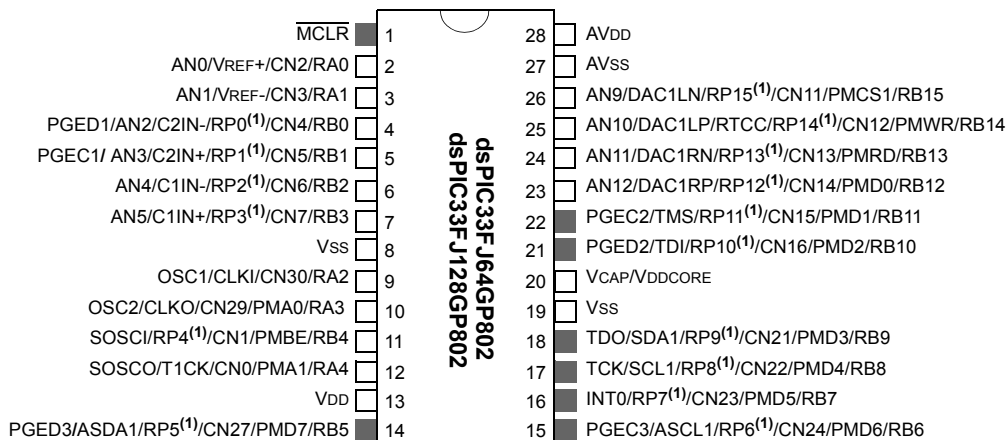 MCLR 1 28 AVDD
AN0/VREF+/CN2/RA0 2 27 AVSS
AN1/VREF-/CN3/RA1 3 26 AN9/DAC1LN/RP15(1)/CN11/PMCS1/RB15
PGED1/AN2/C2IN-/RP0(1)/CN4/RB0 4 25 AN10/DAC1LP/RTCC/RP14(1)/CN12/PMWR/RB14
PGEC1/ AN3/C2IN+/RP1(1)/CN5/RB1 5 24 AN11/DAC1RN/RP13(1)/CN13/PMRD/RB13
AN4/C1IN-/RP2(1)/CN6/RB2 6 23 AN12/DAC1RP/RP12(1)/CN14/PMD0/RB12
AN5/C1IN+/RP3(1)/CN7/RB3 7 22 PGEC2/TMS/RP11(1)/CN15/PMD1/RB11
VSS 8 21 PGED2/TDI/RP10(1)/CN16/PMD2/RB10
OSC1/CLKI/CN30/RA2 9 20 VCAP/VDDCORE
OSC2/CLKO/CN29/PMA0/RA3 10 19 VSS
SOSCI/RP4(1)/CN1/PMBE/RB4 11 18 TDO/SDA1/RP9(1)/CN21/PMD3/RB9
SOSCO/T1CK/CN0/PMA1/RA4 12 17 TCK/SCL1/RP8(1)/CN22/PMD4/RB8
VDD 13 16 INT0/RP7(1)/CN23/PMD5/RB7
PGED3/ASDA1/RP5(1)/CN27/PMD7/RB5 14 15 PGEC3/ASCL1/RP6(1)/CN24/PMD6/RB6
dsPIC33FJ64GP802
dsPIC33FJ128GP802